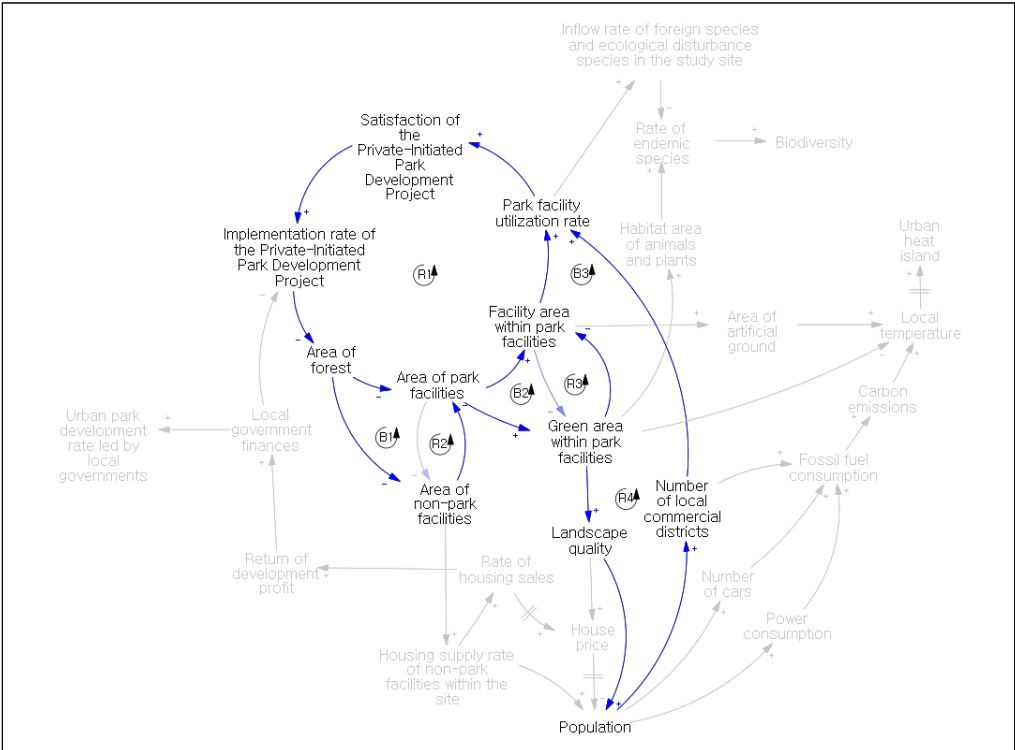 Inflow rate of foreign species
and ecological disturbance
species in the study site
Satisfaction of
the
Private-Initiated
Park
Development
Project
Rate of
endemic
species
Biodiversity
Park facility
utilization rate
Habitat area
of animals
and plants
Urban
heat
island
Implementation rate of
the Private-Initiated
Park Development
Project
R1
B3
Facility area
within park
facilities
Area of
artificial
ground
Local
temperature
Area of
forest
Area of park
facilities
B2
R3
Carbon
emissions
Urban park
development
rate led by
local
governments
Local
government
finances
B1
R2
Green area
within park
facilities
Fossil fuel
consumption
Area of
non-park
facilities
R4
Number
of local
commercial
districts
Landscape
quality
Return of
development
profit
Rate of
housing sales
Number
of cars
House
price
Power
consumption
Housing supply rate
of non-park
facilities within the
site
Population